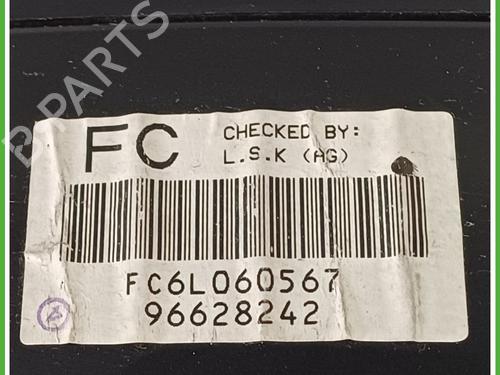 B-PARTS
FC
CHECKED BY:
L.S.K (AG)
FC6L060567
96628242